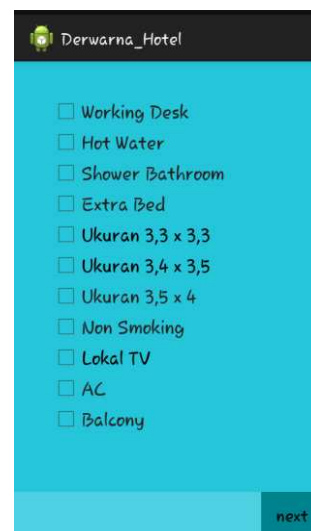 Derwarna_Hotel
Working Desk
Hot Water
Shower Bathroom
Extra Bed
Ukuran 3,3 x 3,3
Ukuran 3,4 x 3,5
Ukuran 3,5 x 4
Non Smoking
Lokal TV
AC
Balcony
next